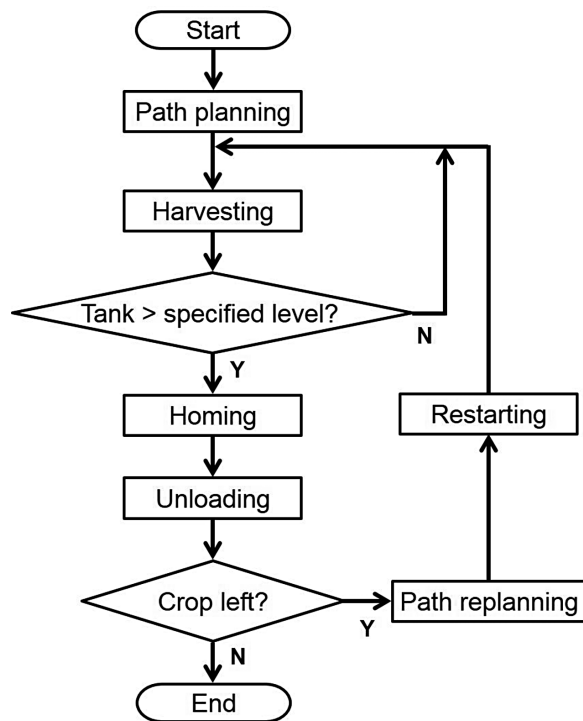 Start
Path planning
Harvesting
Tank > specified level?
N
Y
Homing
Restarting
Unloading
Crop left?
Y
Path replanning
N
End